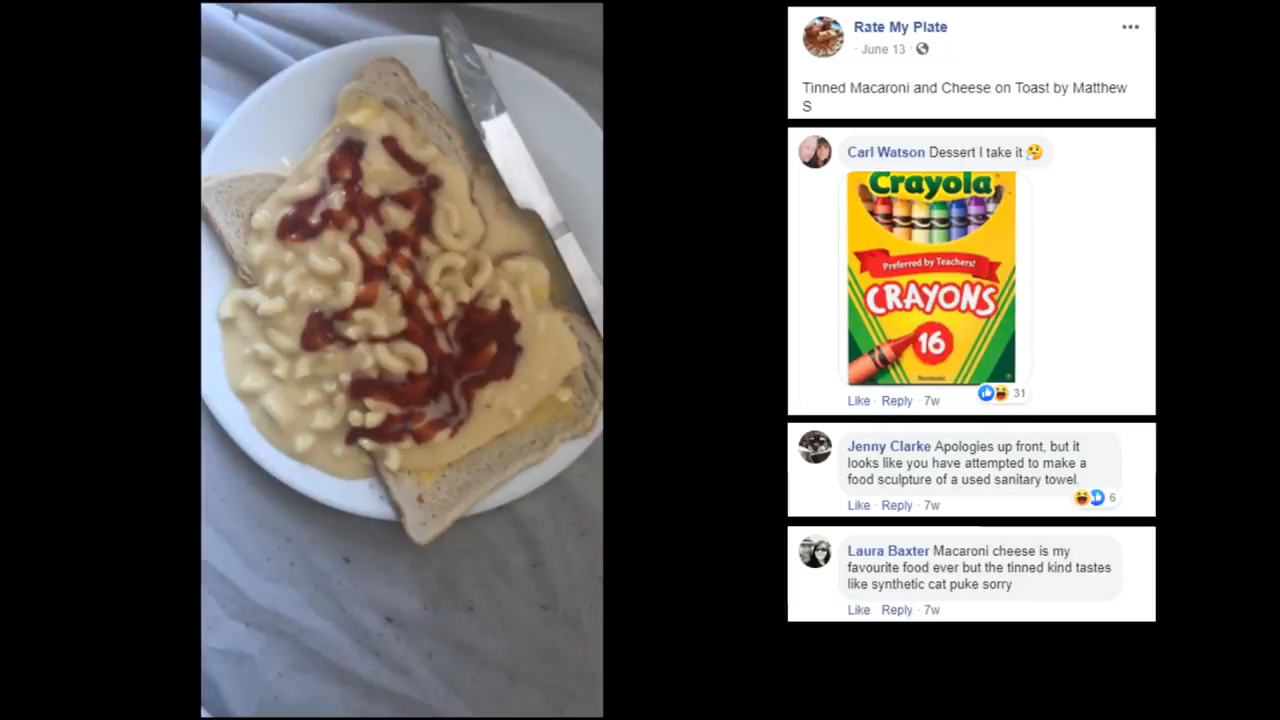 Rate My Plate
· June 13 ·
Tinned Macaroni and Cheese on Toast by Matthew
S
Carl Watson Dessert I take it 🤔
Crayola
Preferred by Teachers!
CRAYONS
16
Like · Reply · 7w
31
Jenny Clarke Apologies up front, but it
looks like you have attempted to make a
food sculpture of a used sanitary towel.
6
Like · Reply · 7w
Laura Baxter Macaroni cheese is my
favourite food ever but the tinned kind tastes
like synthetic cat puke sorry
Like Reply · 7w